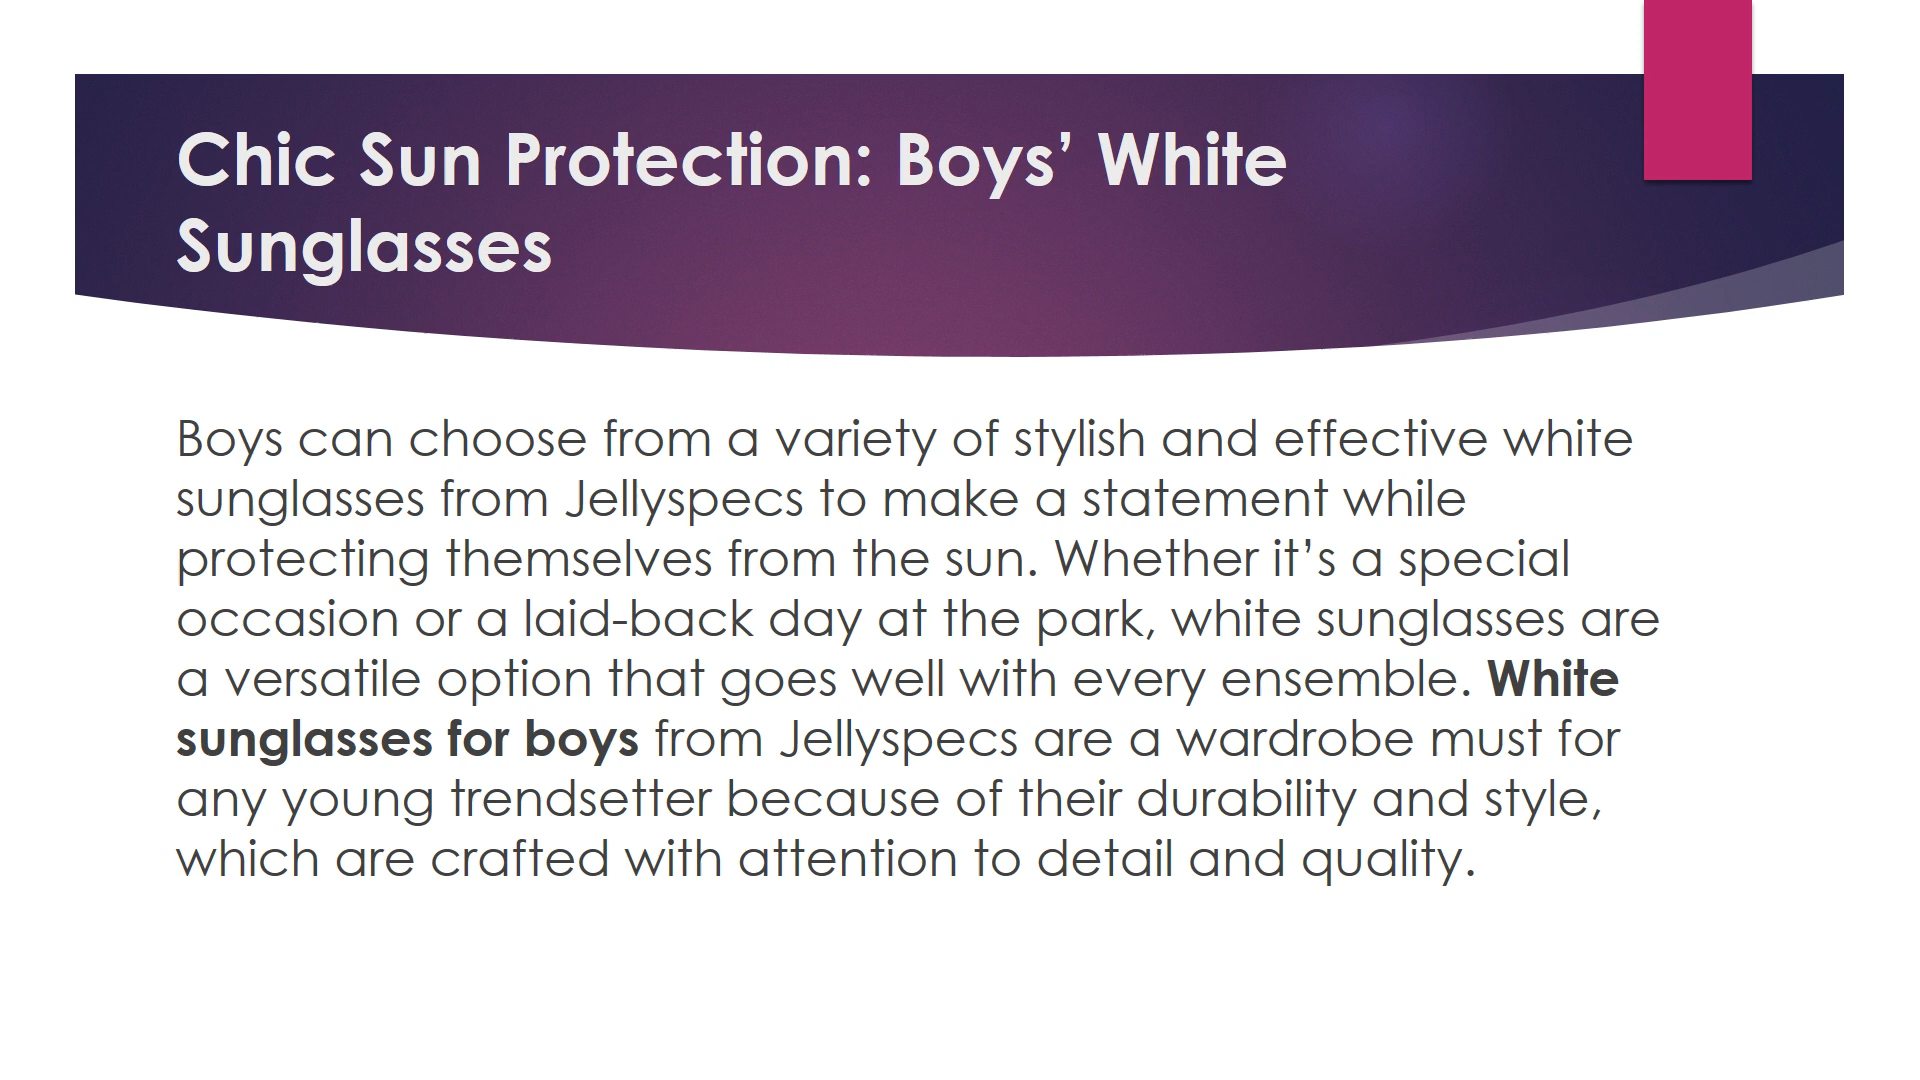 Chic Sun Protection: Boys’ White
Sunglasses
Boys can choose from a variety of stylish and effective white
sunglasses from Jellyspecs to make a statement while
protecting themselves from the sun. Whether it’s a special
occasion or a laid-back day at the park, white sunglasses are
a versatile option that goes well with every ensemble. White
sunglasses for boys from Jellyspecs are a wardrobe must for
any young trendsetter because of their durability and style,
which are crafted with attention to detail and quality.